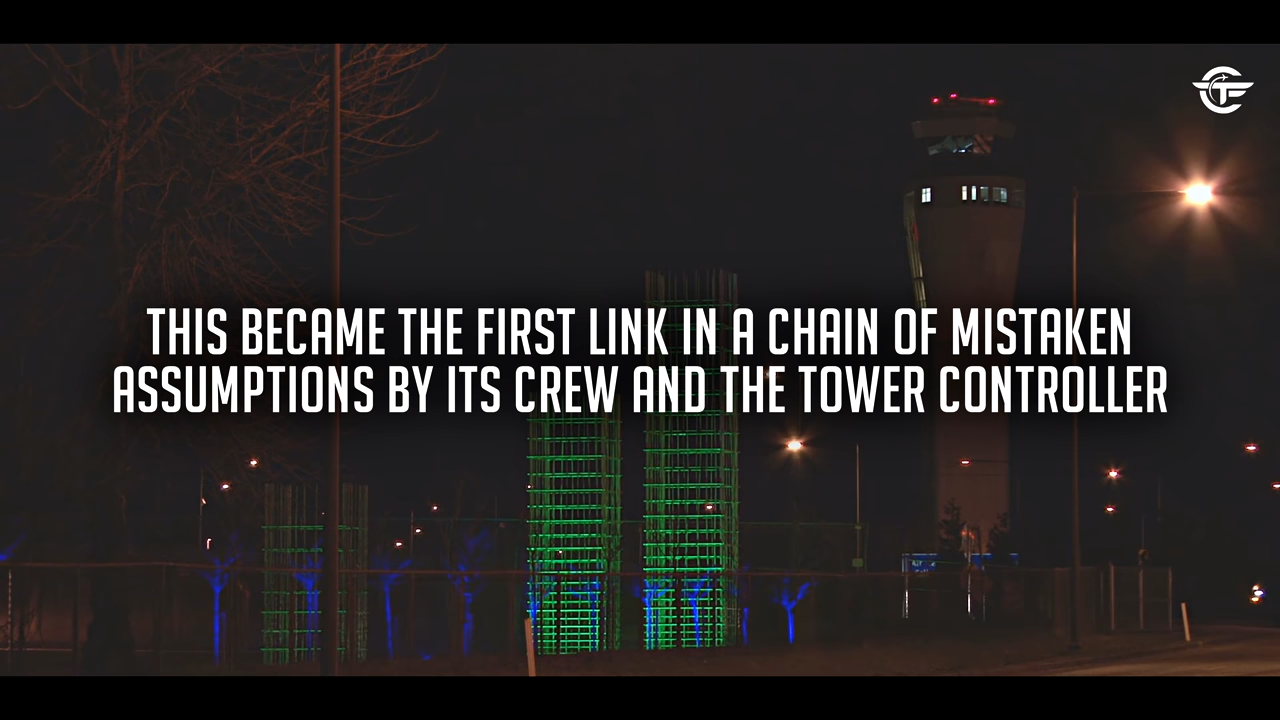 THIS BECAME THE FIRST LINK IN A CHAIN OF MISTAKEN
ASSUMPTIONS BY ITS CREW AND THE TOWER CONTROLLER